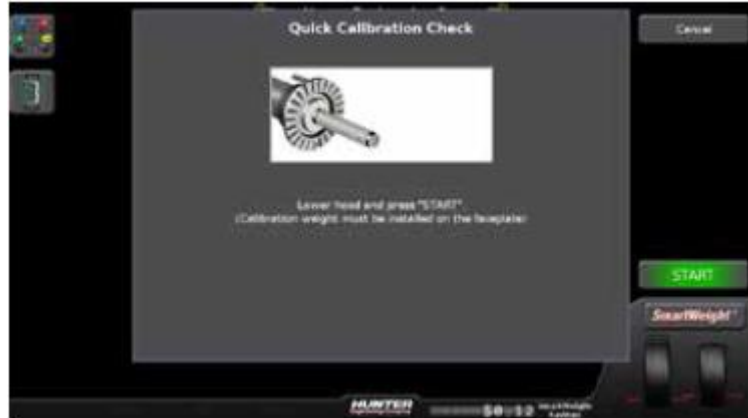 Quick Calibration Check
Cancel
Lower hood and press "START".
(Calibration weight must be installed on the faceplate)
START
SmartWeight
HUNTER